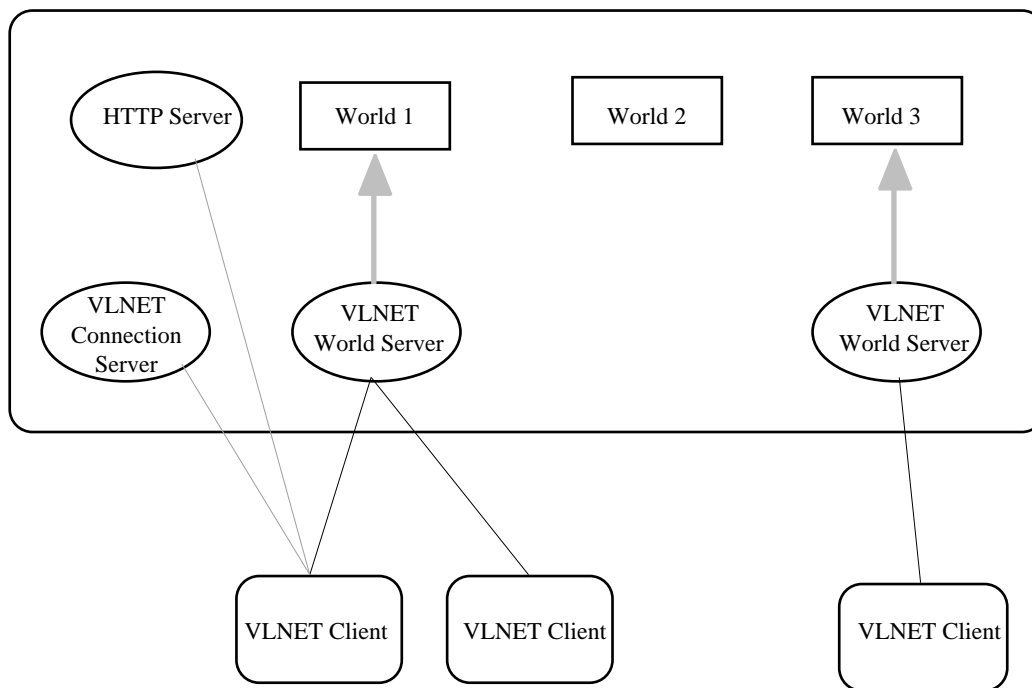 HTTP Server
World 1
World 2
World 3
VLNET
Connection
Server
VLNET
World Server
VLNET
World Server
VLNET Client
VLNET Client
VLNET Client